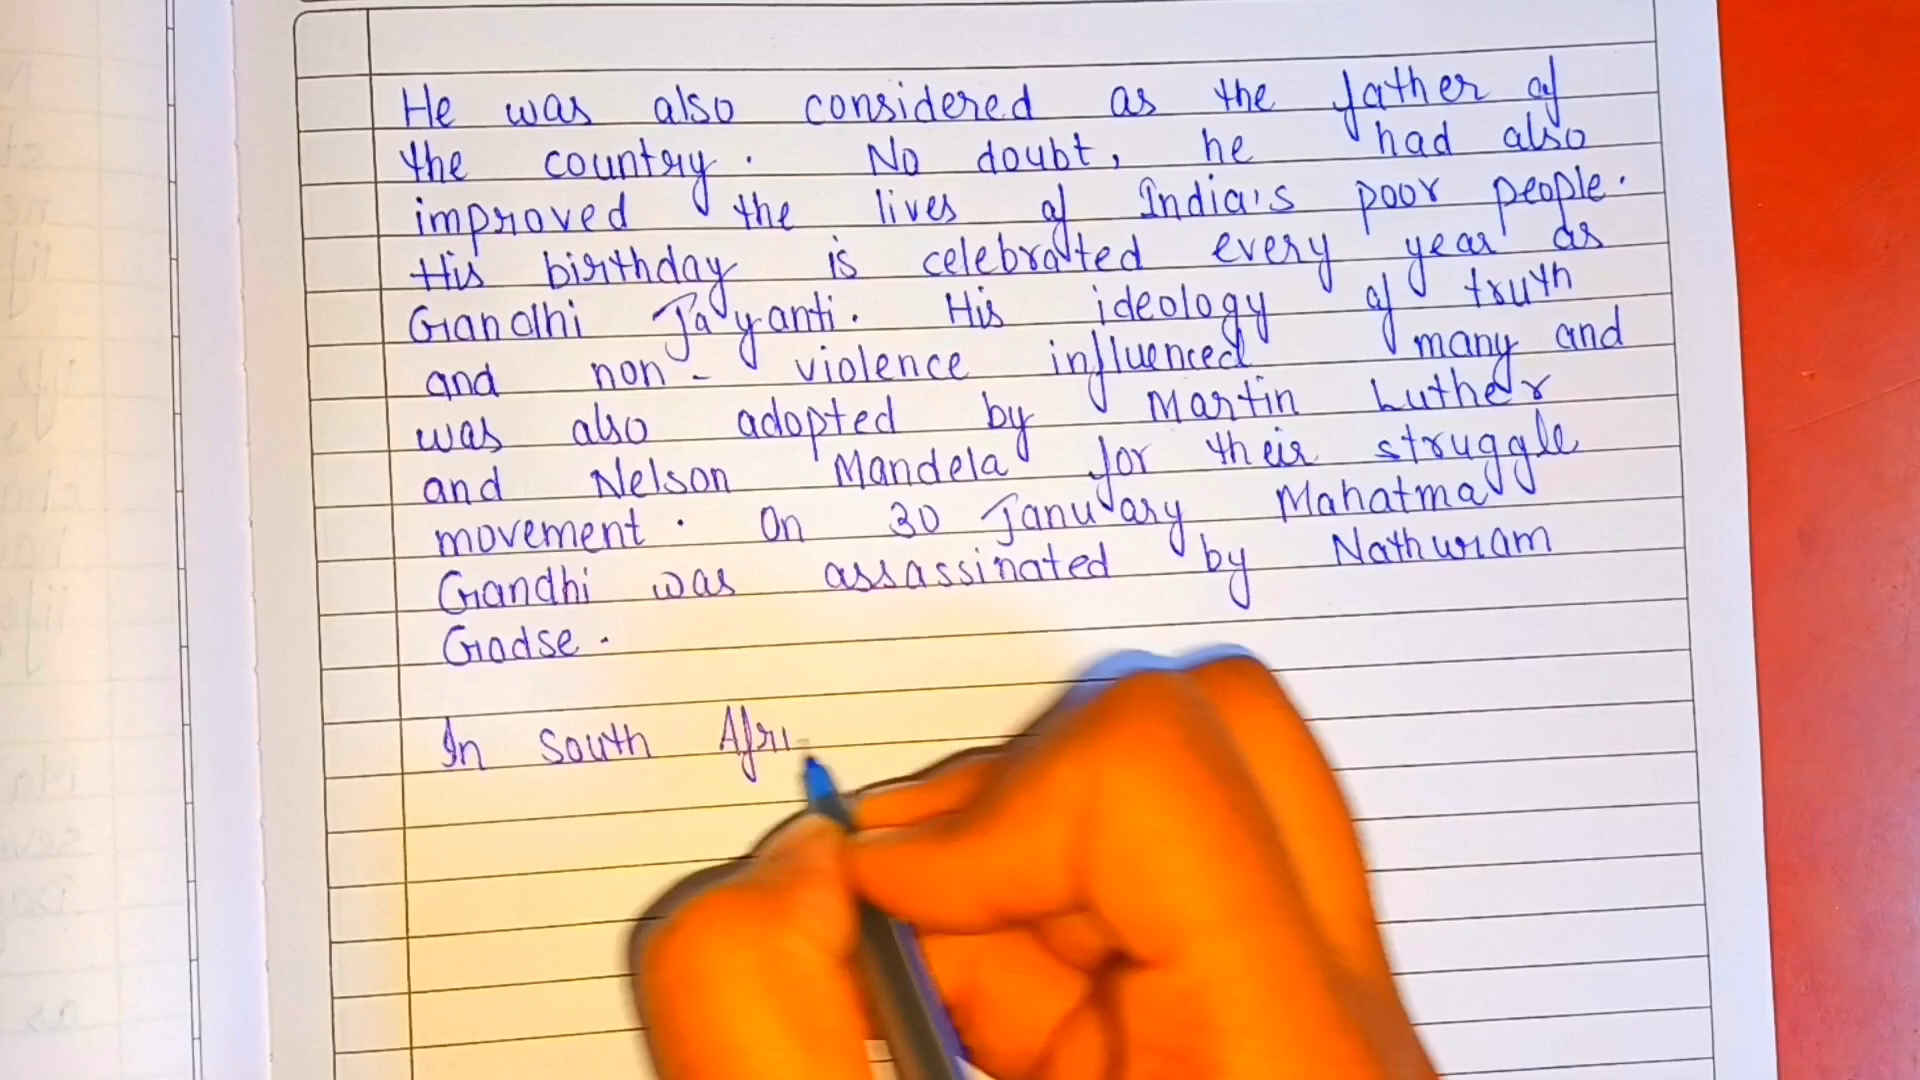 He was also considered as the father of
the country. No doubt, he had also
improved the lives of India's poor people.
His birthday is celebrated every year as
Gandhi Jayanti. His ideology of truth
and non- violence influenced many and
was also adopted by Martin Luther
and Nelson Mandela for their struggle
movement. On 30 January Mahatma
Gandhi was assassinated by Nathuram
Godse.
In South Afri